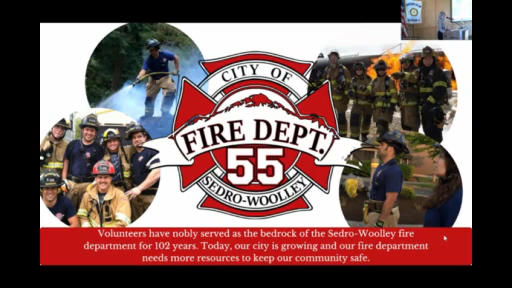 CITY OF
FIRE DEPT.
55
SEDRO-WOOLLEY
Volunteers have nobly served as the bedrock of the Sedro-Woolley fire
department for 102 years. Today, our city is growing and our fire department
needs more resources to keep our community safe.